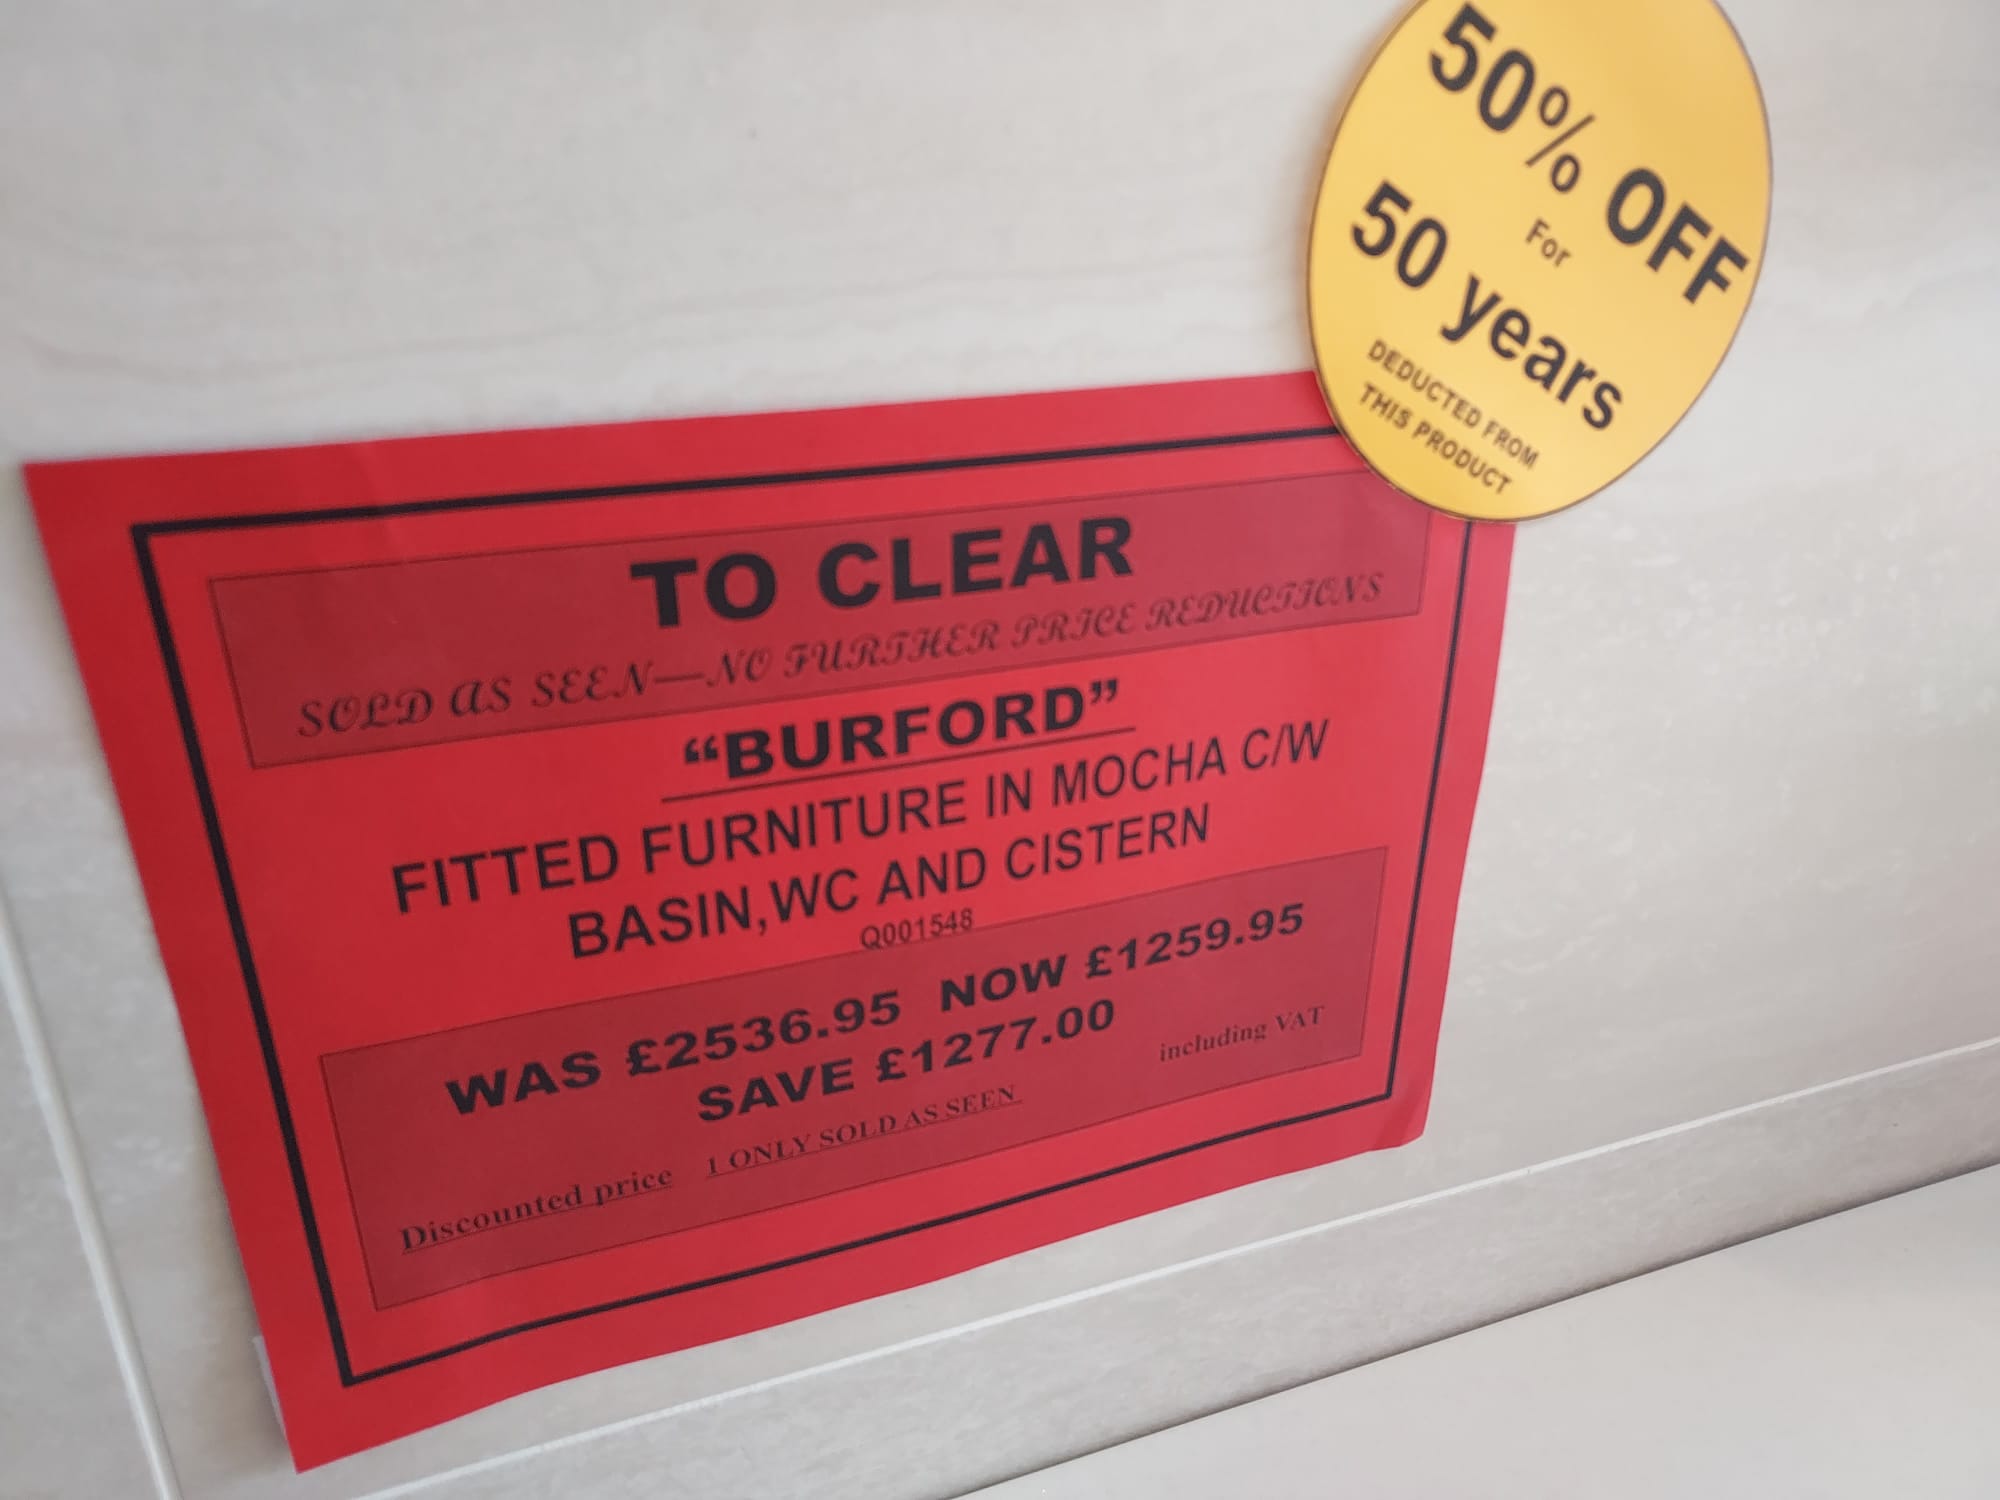 50% OFF
For
50 years
DEDUCTED FROM
THIS PRODUCT
TO CLEAR
SOLD AS SEEN—NO FURTHER PRICE REDUCTIONS
“BURFORD”
FITTED FURNITURE IN MOCHA C/W
BASIN,WC AND CISTERN
Q001548
WAS £2536.95 NOW £1259.95
SAVE £1277.00
including VAT
Discounted price 1 ONLY SOLD AS SEEN